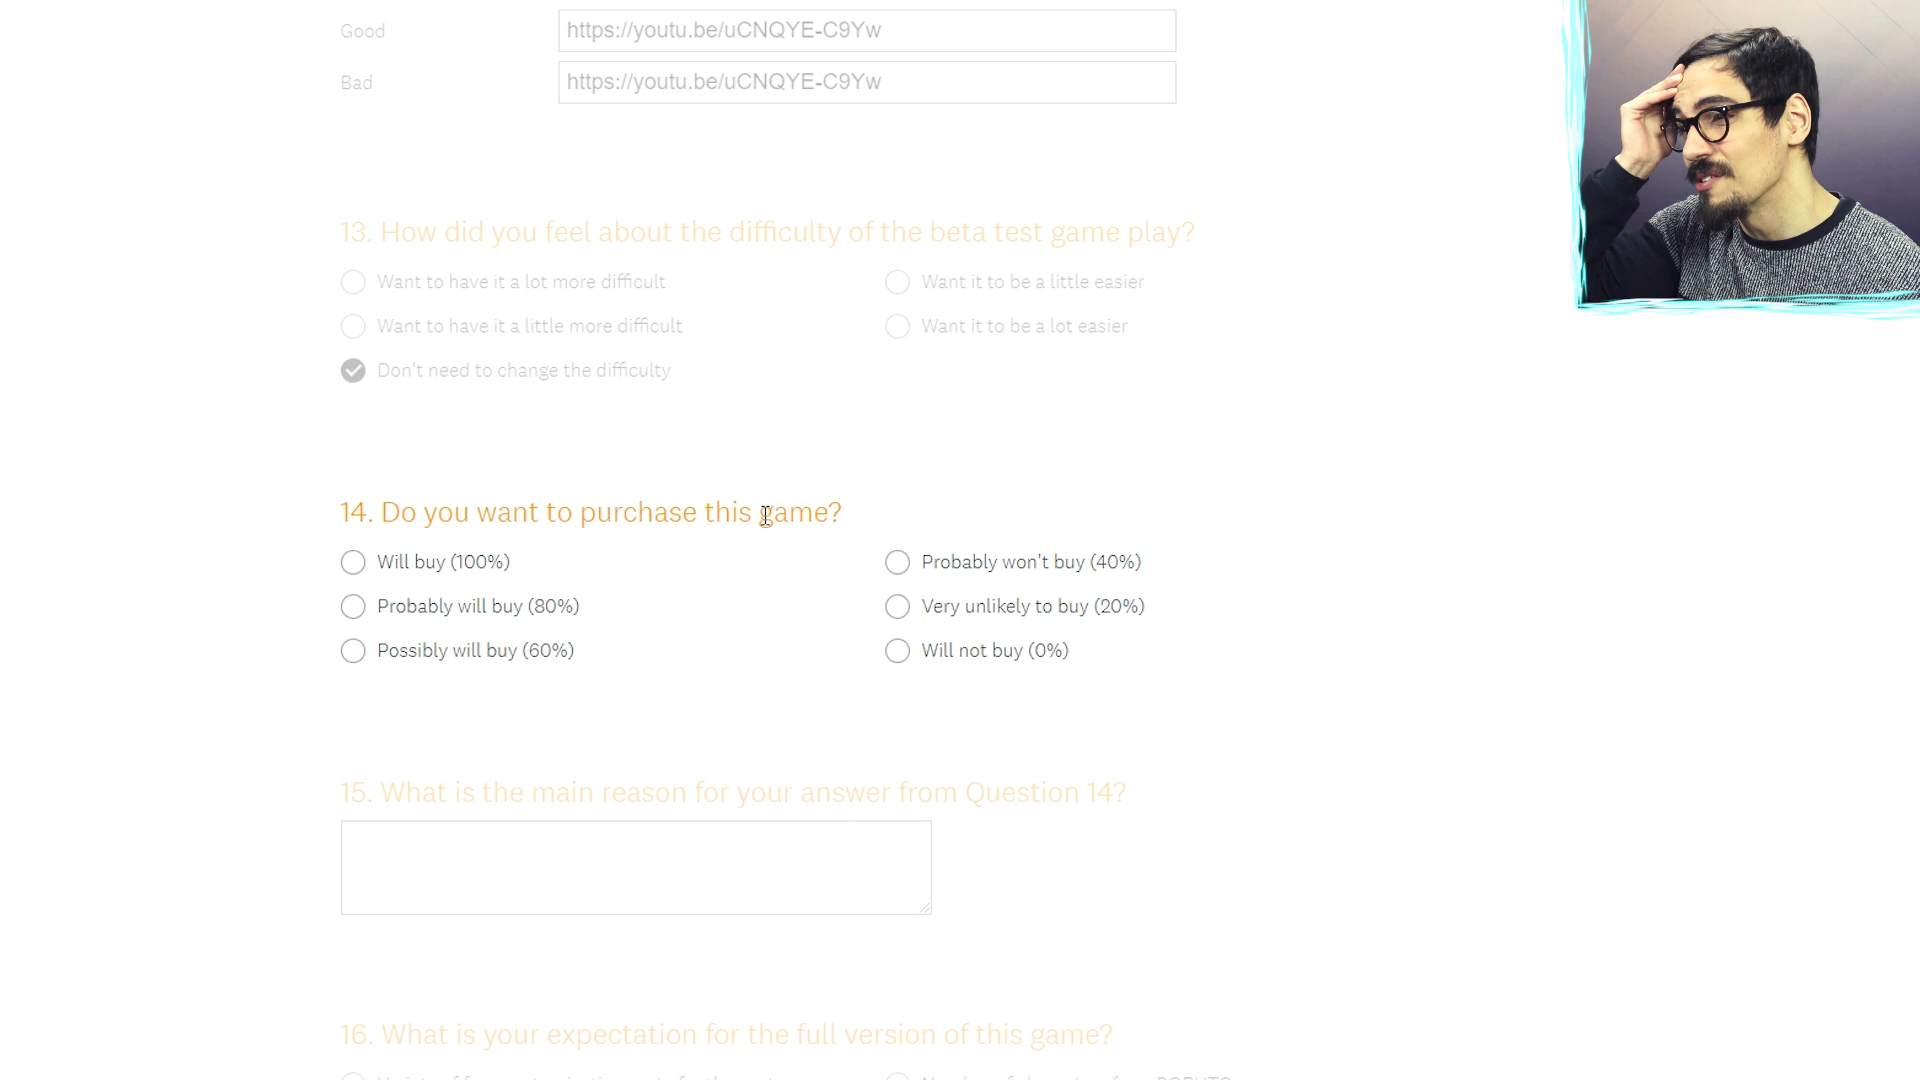 Good
https://youtu.be/uCNQYE-C9Yw
Bad
https://youtu.be/uCNQYE-C9Yw
13. How did you feel about the difficulty of the beta test game play?
Want to have it a lot more difficult
Want it to be a little easier
Want to have it a little more difficult
Want it to be a lot easier
Don't need to change the difficulty
14. Do you want to purchase this game?
Will buy (100%)
Probably won't buy (40%)
Probably will buy (80%)
Very unlikely to buy (20%)
Possibly will buy (60%)
Will not buy (0%)
15. What is the main reason for your answer from Question 14?
16. What is your expectation for the full version of this game?